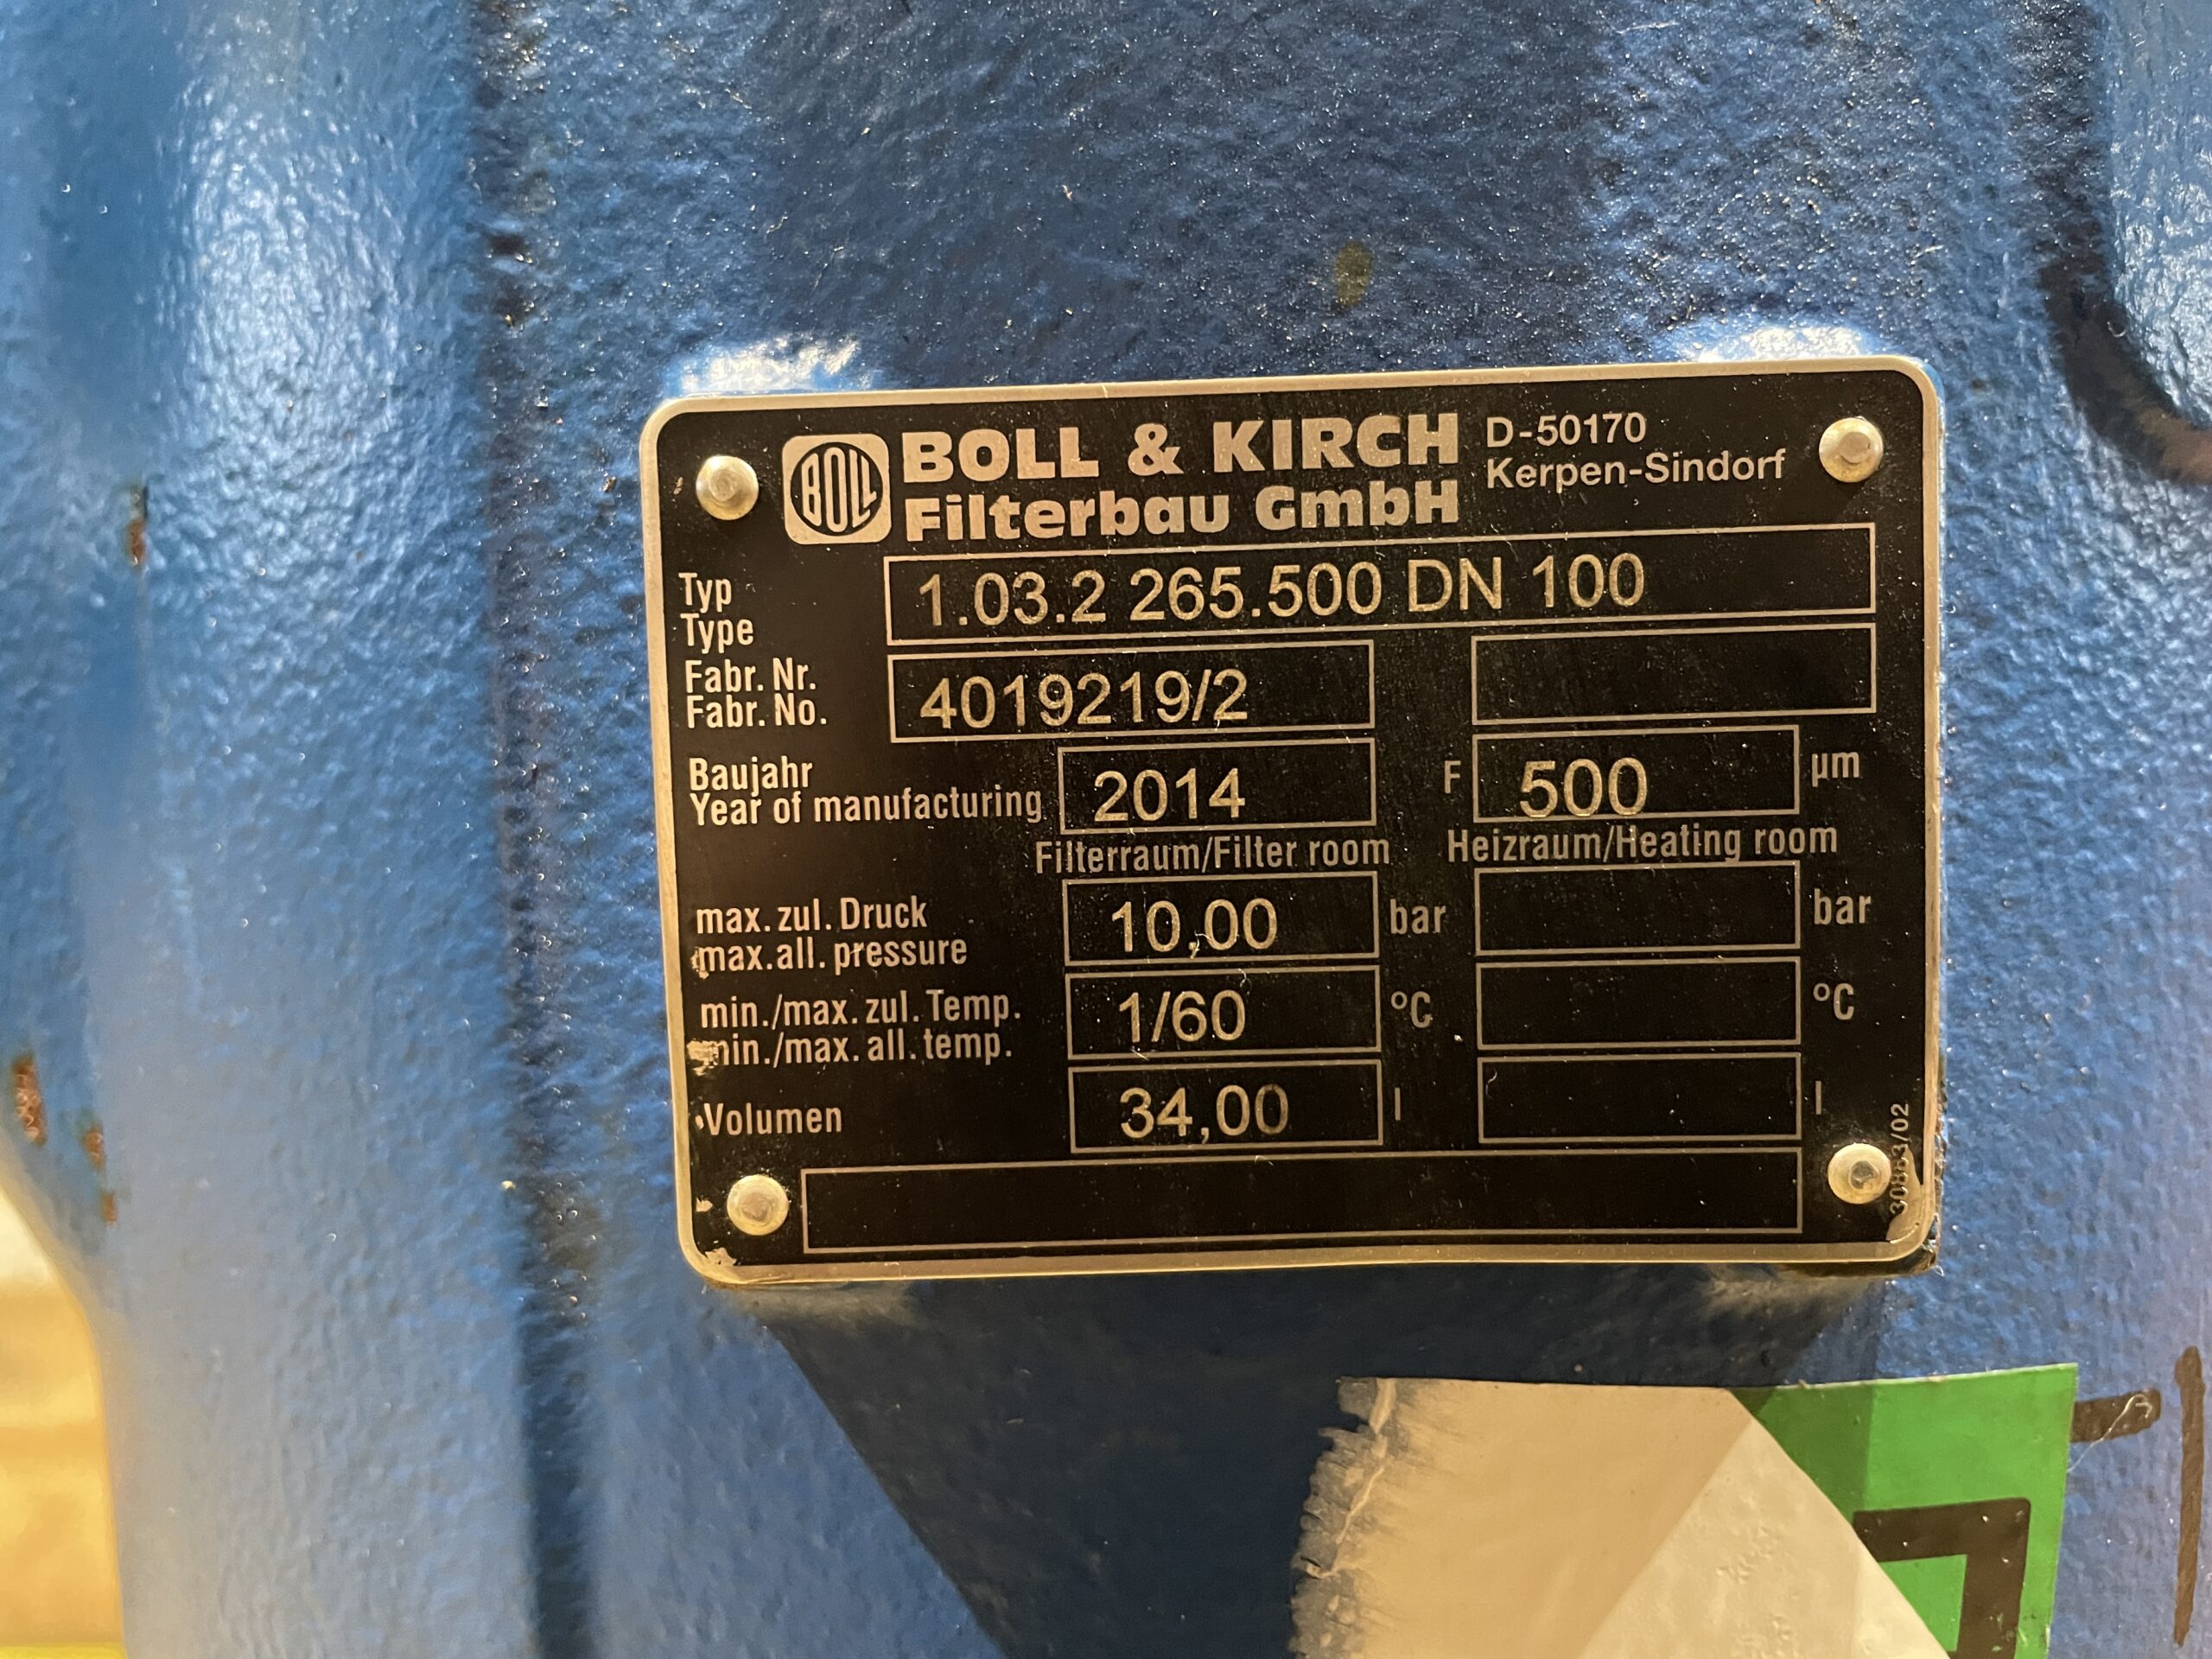 BOLL
BOLL & KIRCH
Filterbau GmbH
D-50170
Kerpen-Sindorf
Typ
Type
1.03.2 265.500 DN 100
Fabr. Nr.
Fabr. No.
4019219/2
Baujahr
Year of manufacturing
2014
F 500 µm
Filterraum/Filter room
Heizraum/Heating room
max. zul. Druck
max. all. pressure
10,00 bar
bar
min./max. zul. Temp.
min./max. all. temp.
1/60 °C
°C
Volumen
34,00 l
l